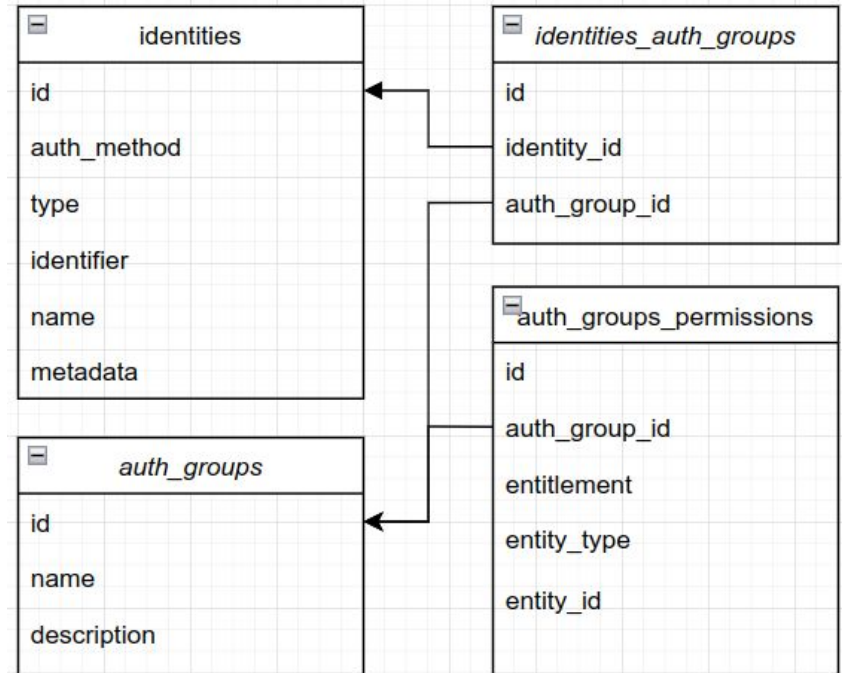 identities
id
auth_method
type
identifier
name
metadata
identities_auth_groups
id
identity_id
auth_group_id
auth_groups
id
name
description
auth_groups_permissions
id
auth_group_id
entitlement
entity_type
entity_id